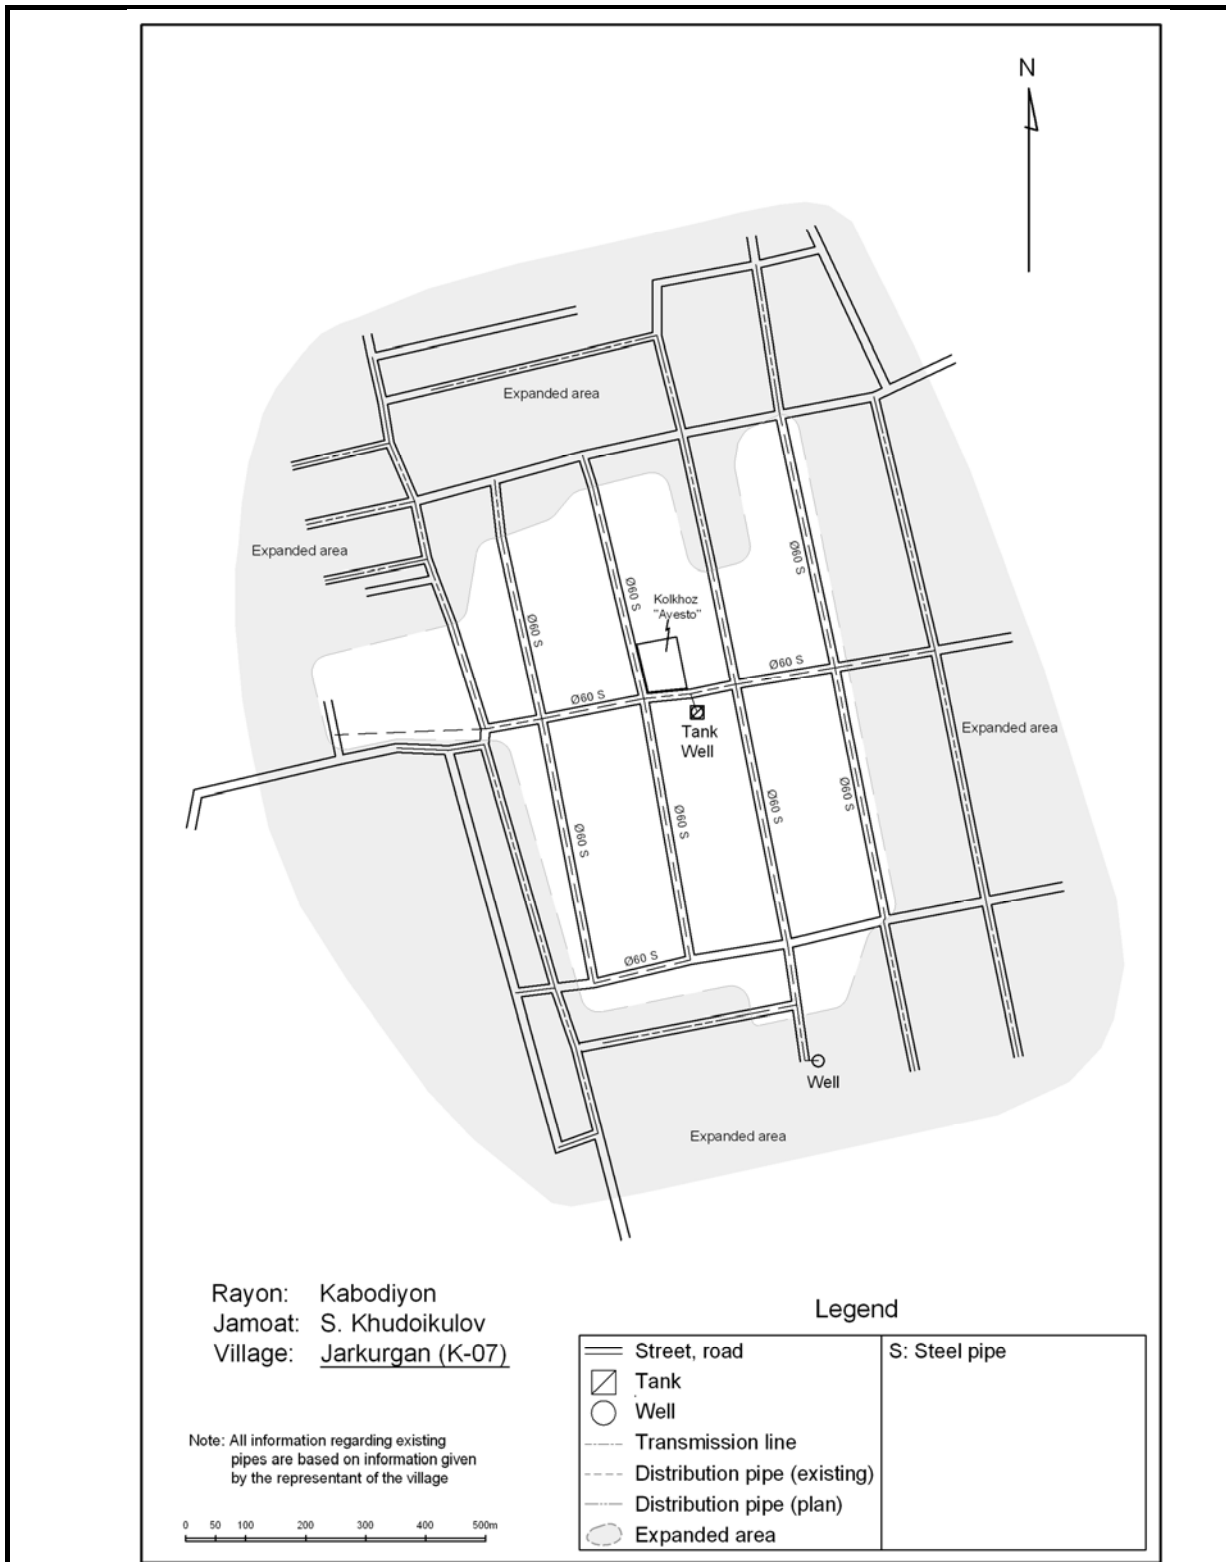 N
Expanded area
Expanded area
Ø60 S
Ø60 S
Kolkhoz
"Avesto"
Ø60 S
Ø60 S
Ø60 S
Tank
Well
Expanded area
Ø60 S
Ø60 S
Ø60 S
Ø60 S
Ø60 S
Well
Expanded area
Rayon: Kabodiyon
Jamoat: S. Khudoikulov
Village: Jarkurgan (K-07)
Note: All information regarding existing
pipes are based on information given
by the representant of the village
0 50 100 200 300 400 500m
Legend
Street, road
Tank
Well
Transmission line
Distribution pipe (existing)
Distribution pipe (plan)
Expanded area
S: Steel pipe